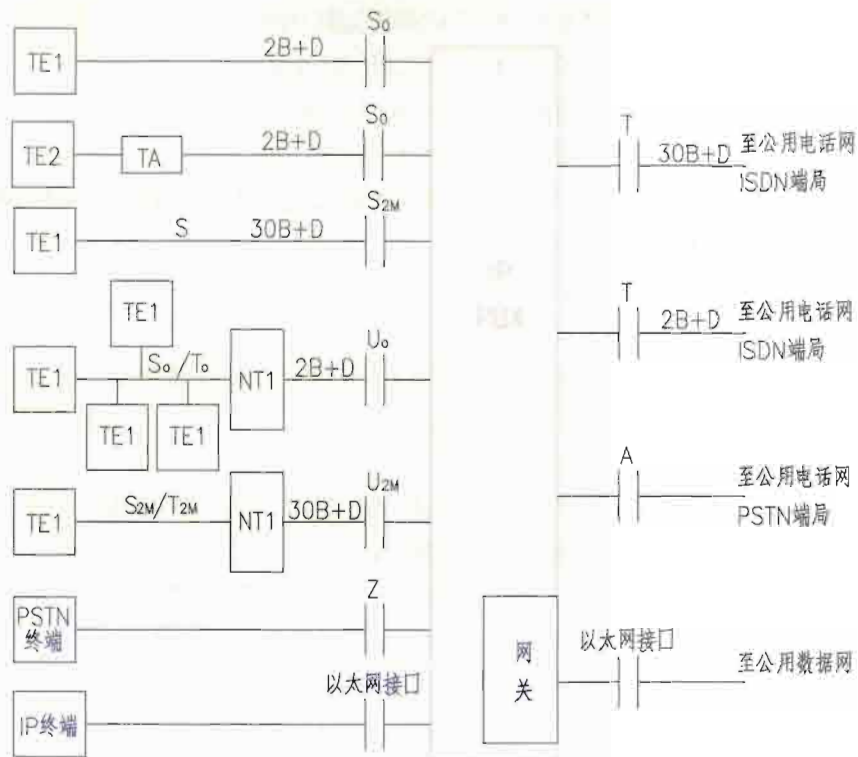 S₀
TE1
2B+D
S₀
TE2
TA
2B+D
S₂M
TE1
S
30B+D
TE1
TE1
S₀/T₀
NT1
2B+D
U₀
TE1
TE1
TE1
S₂M/T₂M
NT1
30B+D
U₂M
PSTN
终端
Z
IP终端
以太网接口
网
关
T
30B+D
至公用电话网
ISDN端局
T
2B+D
至公用电话网
ISDN端局
A
至公用电话网
PSTN端局
以太网接口
至公用数据网